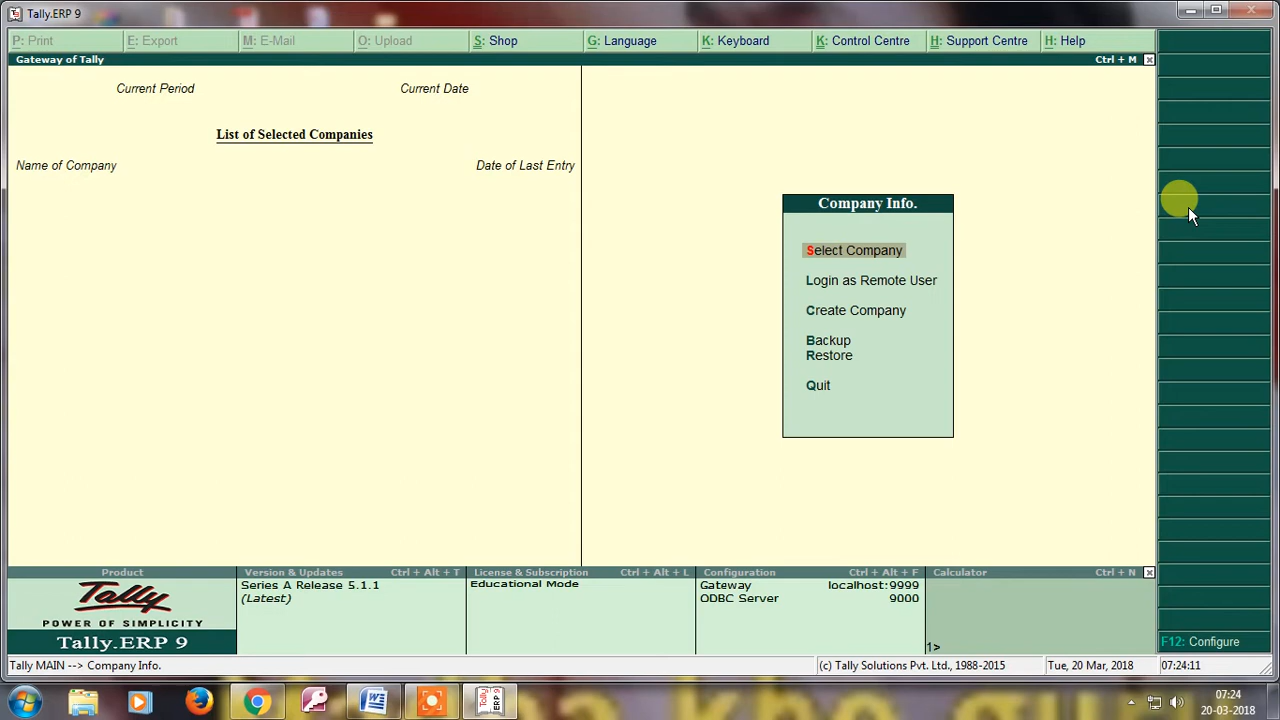 Tally.ERP 9
P: Print
E: Export
M: E-Mail
O: Upload
S: Shop
G: Language
K: Keyboard
K: Control Centre
H: Support Centre
H: Help
Gateway of Tally
Ctrl + M
Current Period
Current Date
List of Selected Companies
Name of Company
Date of Last Entry
Company Info.
Select Company
Login as Remote User
Create Company
Backup
Restore
Quit
Product
Version & Updates
Ctrl + Alt + T
License & Subscription
Ctrl + Alt + L
Configuration
Ctrl + Alt + F
Calculator
Ctrl + N
Tally
POWER OF SIMPLICITY
Tally.ERP 9
Series A Release 5.1.1
(Latest)
Educational Mode
Gateway
localhost:9999
ODBC Server
9000
1>
F12: Configure
Tally MAIN --> Company Info.
(c) Tally Solutions Pvt. Ltd., 1988-2015
Tue, 20 Mar, 2018
07:24:11
Tally
ERP 9
07:24
20-03-2018